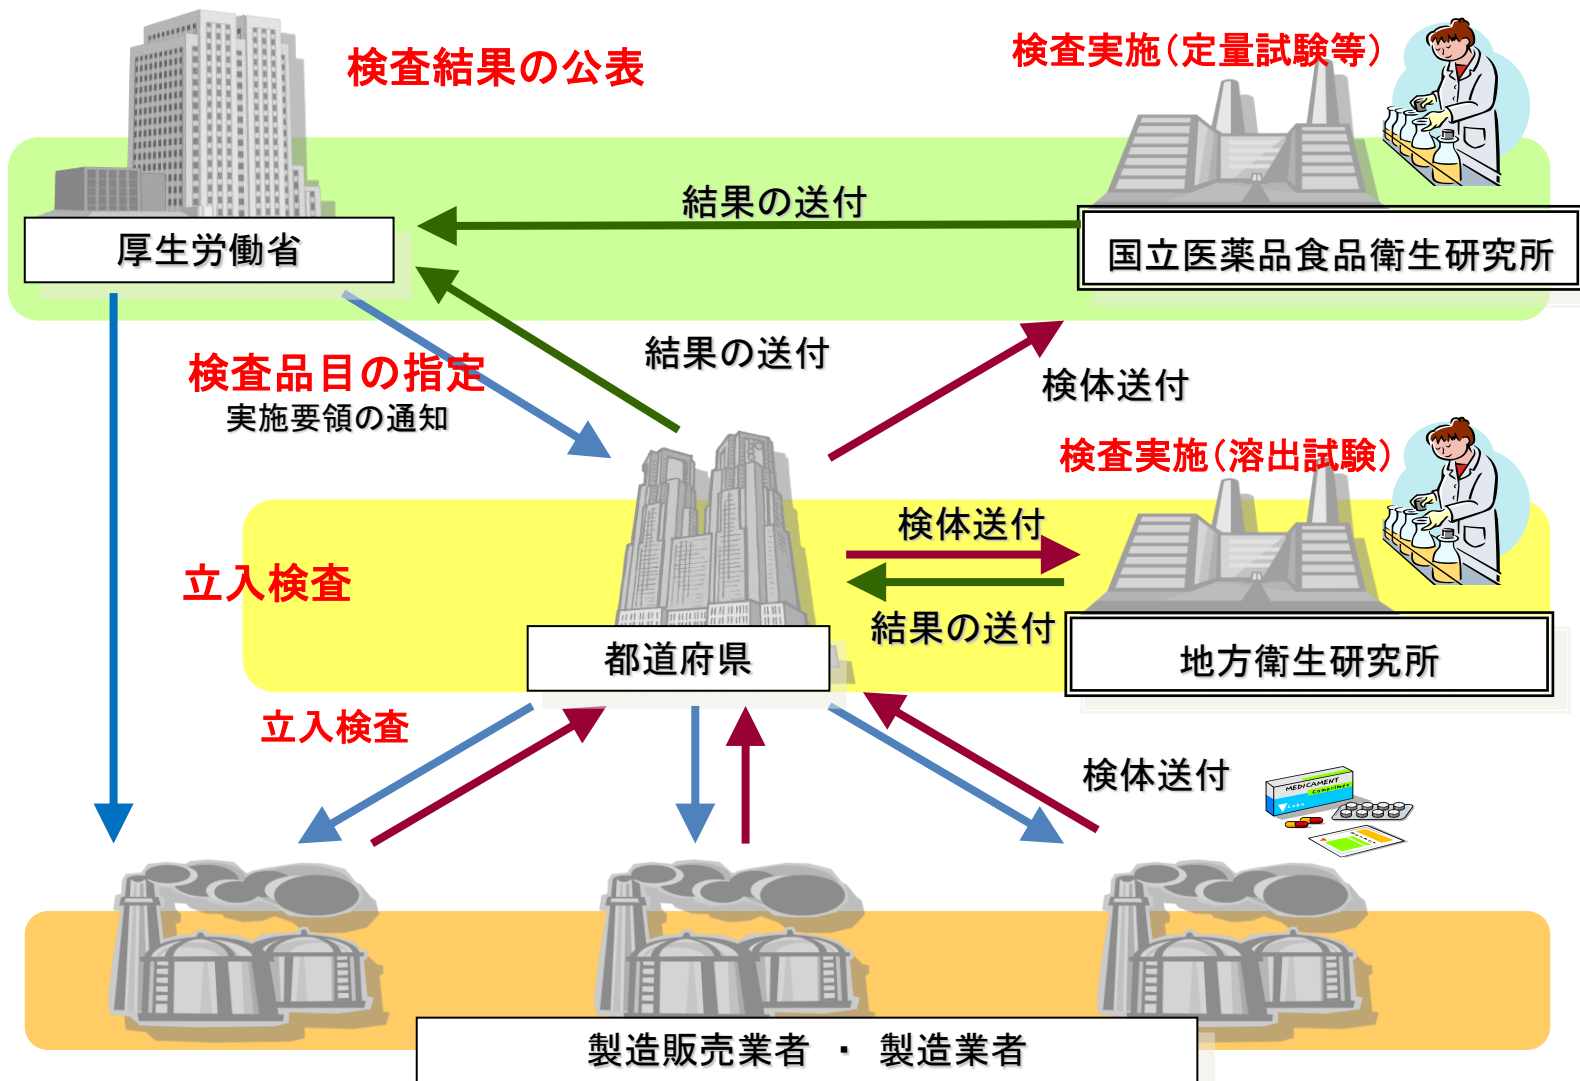 検査結果の公表
検査実施（定量試験等）
結果の送付
厚生労働省
国立医薬品食品衛生研究所
検査品目の指定
実施要領の通知
結果の送付
検体送付
検査実施（溶出試験）
検体送付
立入検査
結果の送付
都道府県
地方衛生研究所
立入検査
検体送付
MEDICAMENT
Comprimés
Labo
製造販売業者 ・ 製造業者